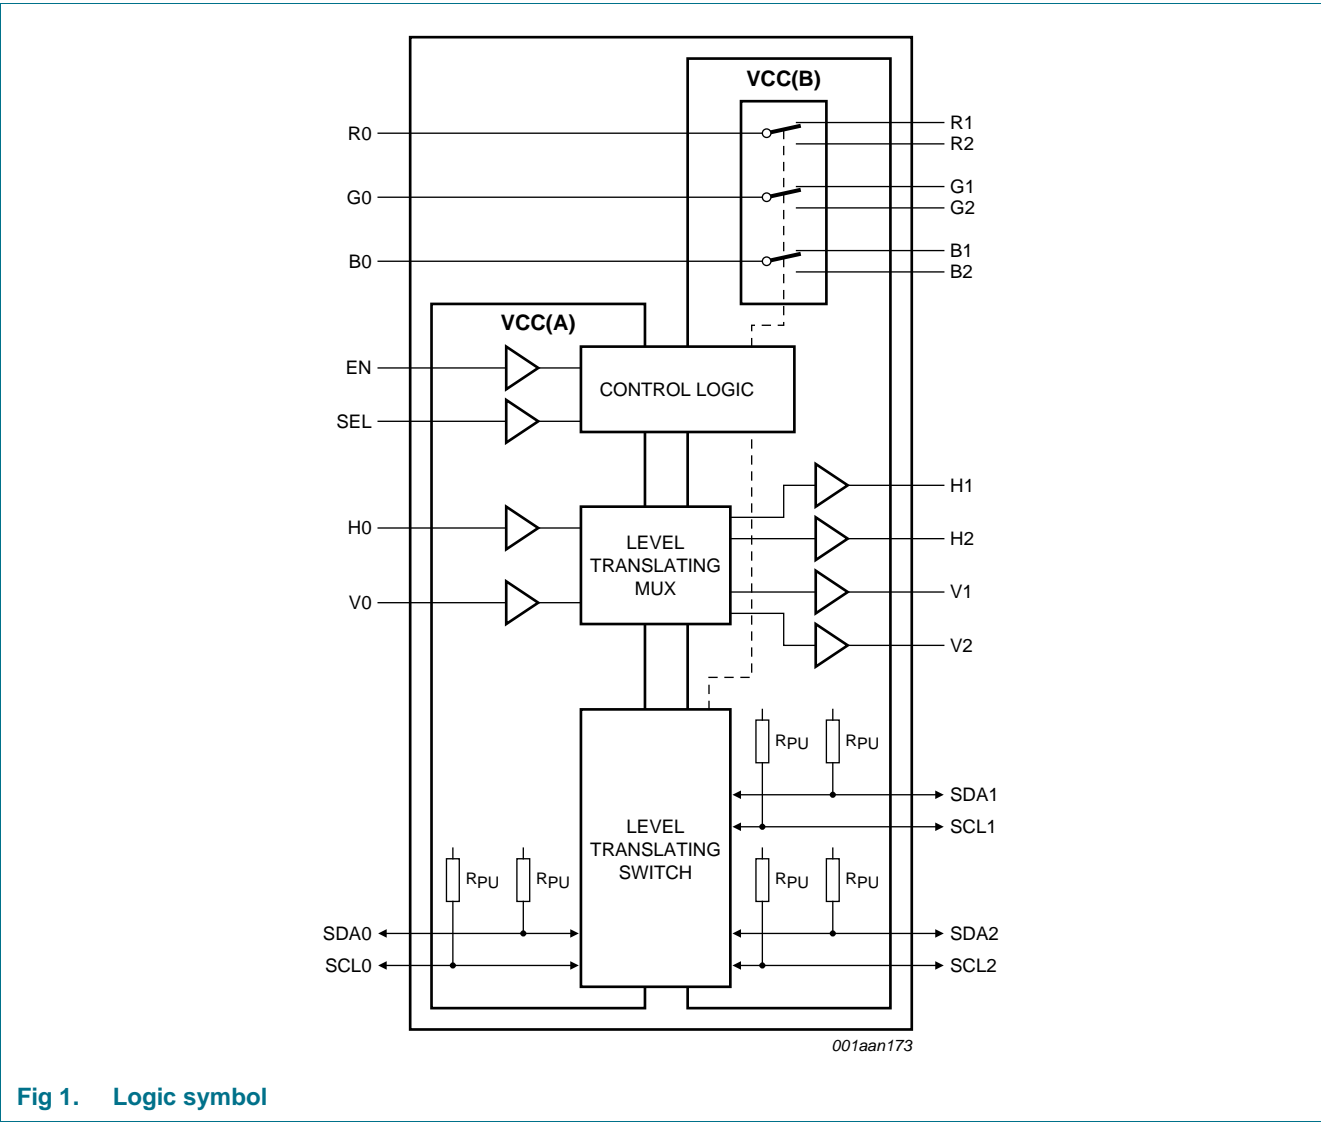 VCC(B)
R0
R1
R2
G0
G1
G2
B0
B1
B2
VCC(A)
EN
CONTROL LOGIC
SEL
H0
LEVEL
TRANSLATING
MUX
V0
H1
H2
V1
V2
RPU
RPU
SDA1
SCL1
LEVEL
TRANSLATING
SWITCH
RPU
RPU
RPU
RPU
SDA0
SCL0
SDA2
SCL2
001aan173
Fig 1. Logic symbol